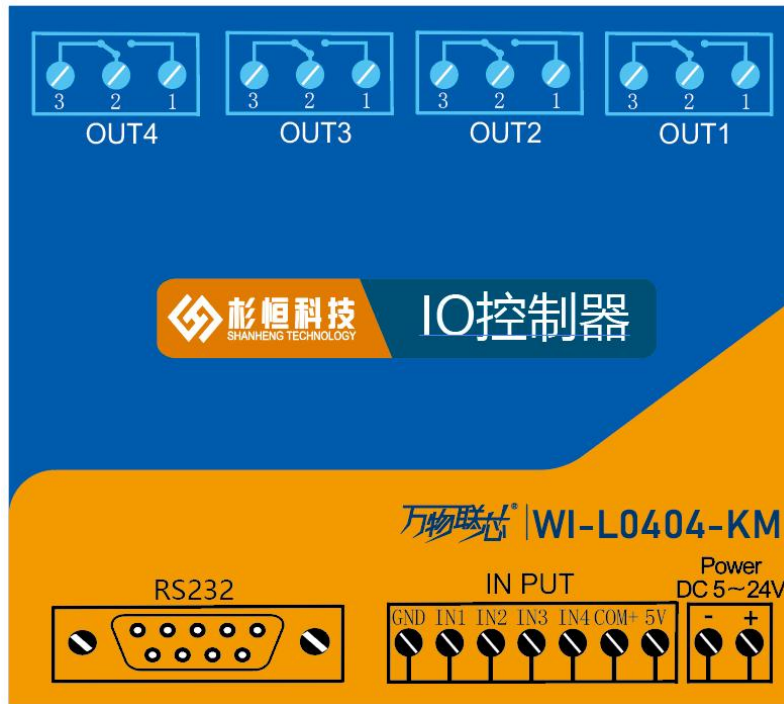 3 2 1 3 2 1 3 2 1 3 2 1
OUT4 OUT3 OUT2 OUT1
杉恒科技 IO控制器
SHANHENG TECHNOLOGY
万物联芯® WI-L0404-KM
Power
RS232 IN PUT DC 5~24V
GND IN1 IN2 IN3 IN4 COM+ 5V - +